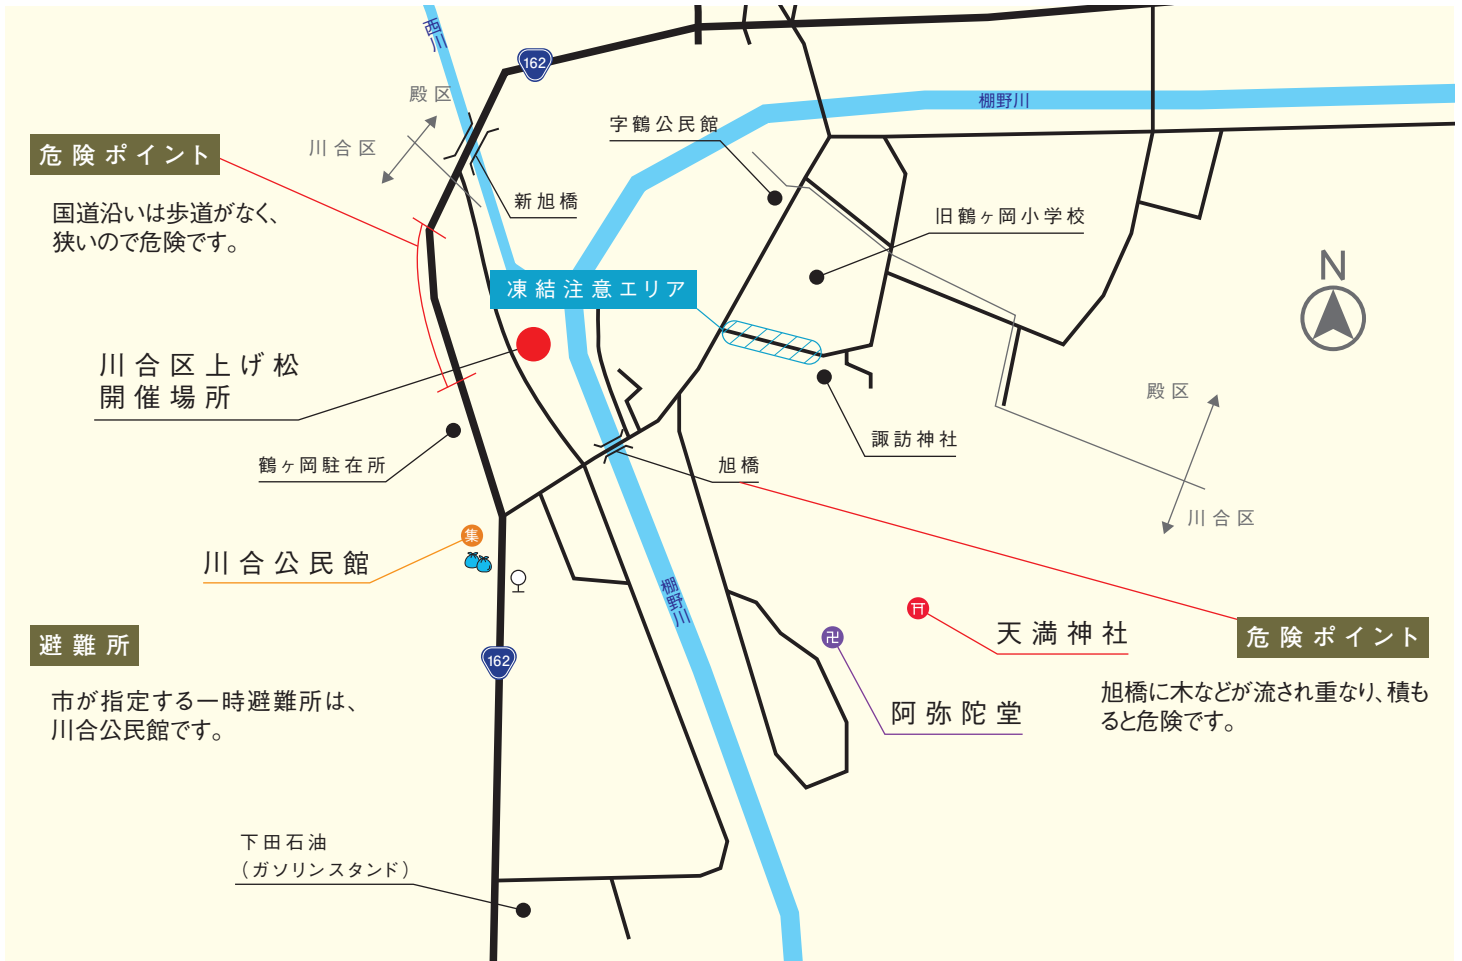 西川
162
殿区
川合区
棚野川
字鶴公民館
危険ポイント
国道沿いは歩道がなく、
狭いので危険です。
新旭橋
旧鶴ヶ岡小学校
N
凍結注意エリア
川合区上げ松
開催場所
殿区
川合区
諏訪神社
鶴ヶ岡駐在所
旭橋
集
川合公民館
棚野川
卍
天満神社
危険ポイント
避難所
162
阿弥陀堂
旭橋に木などが流され重なり、積も
ると危険です。
市が指定する一時避難所は、
川合公民館です。
下田石油
（ガソリンスタンド）